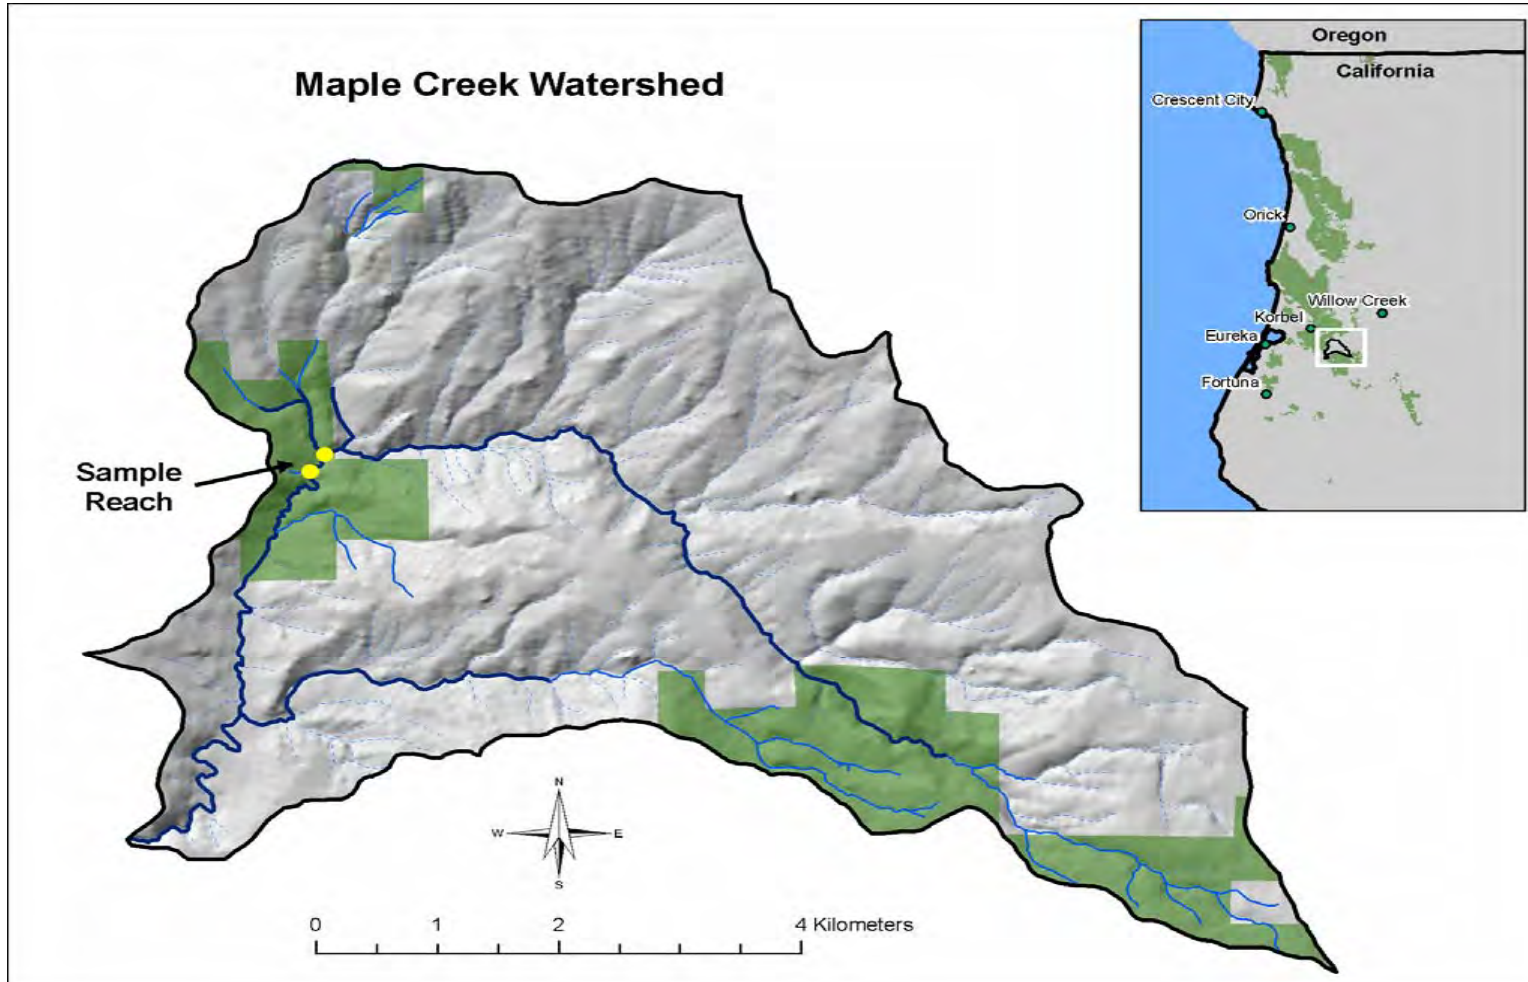 Maple Creek Watershed
Oregon
California
Crescent City
Orick
Willow Creek
Korbel
Eureka
Fortuna
Sample
Reach
N
W E
S
0 1 2 4 Kilometers